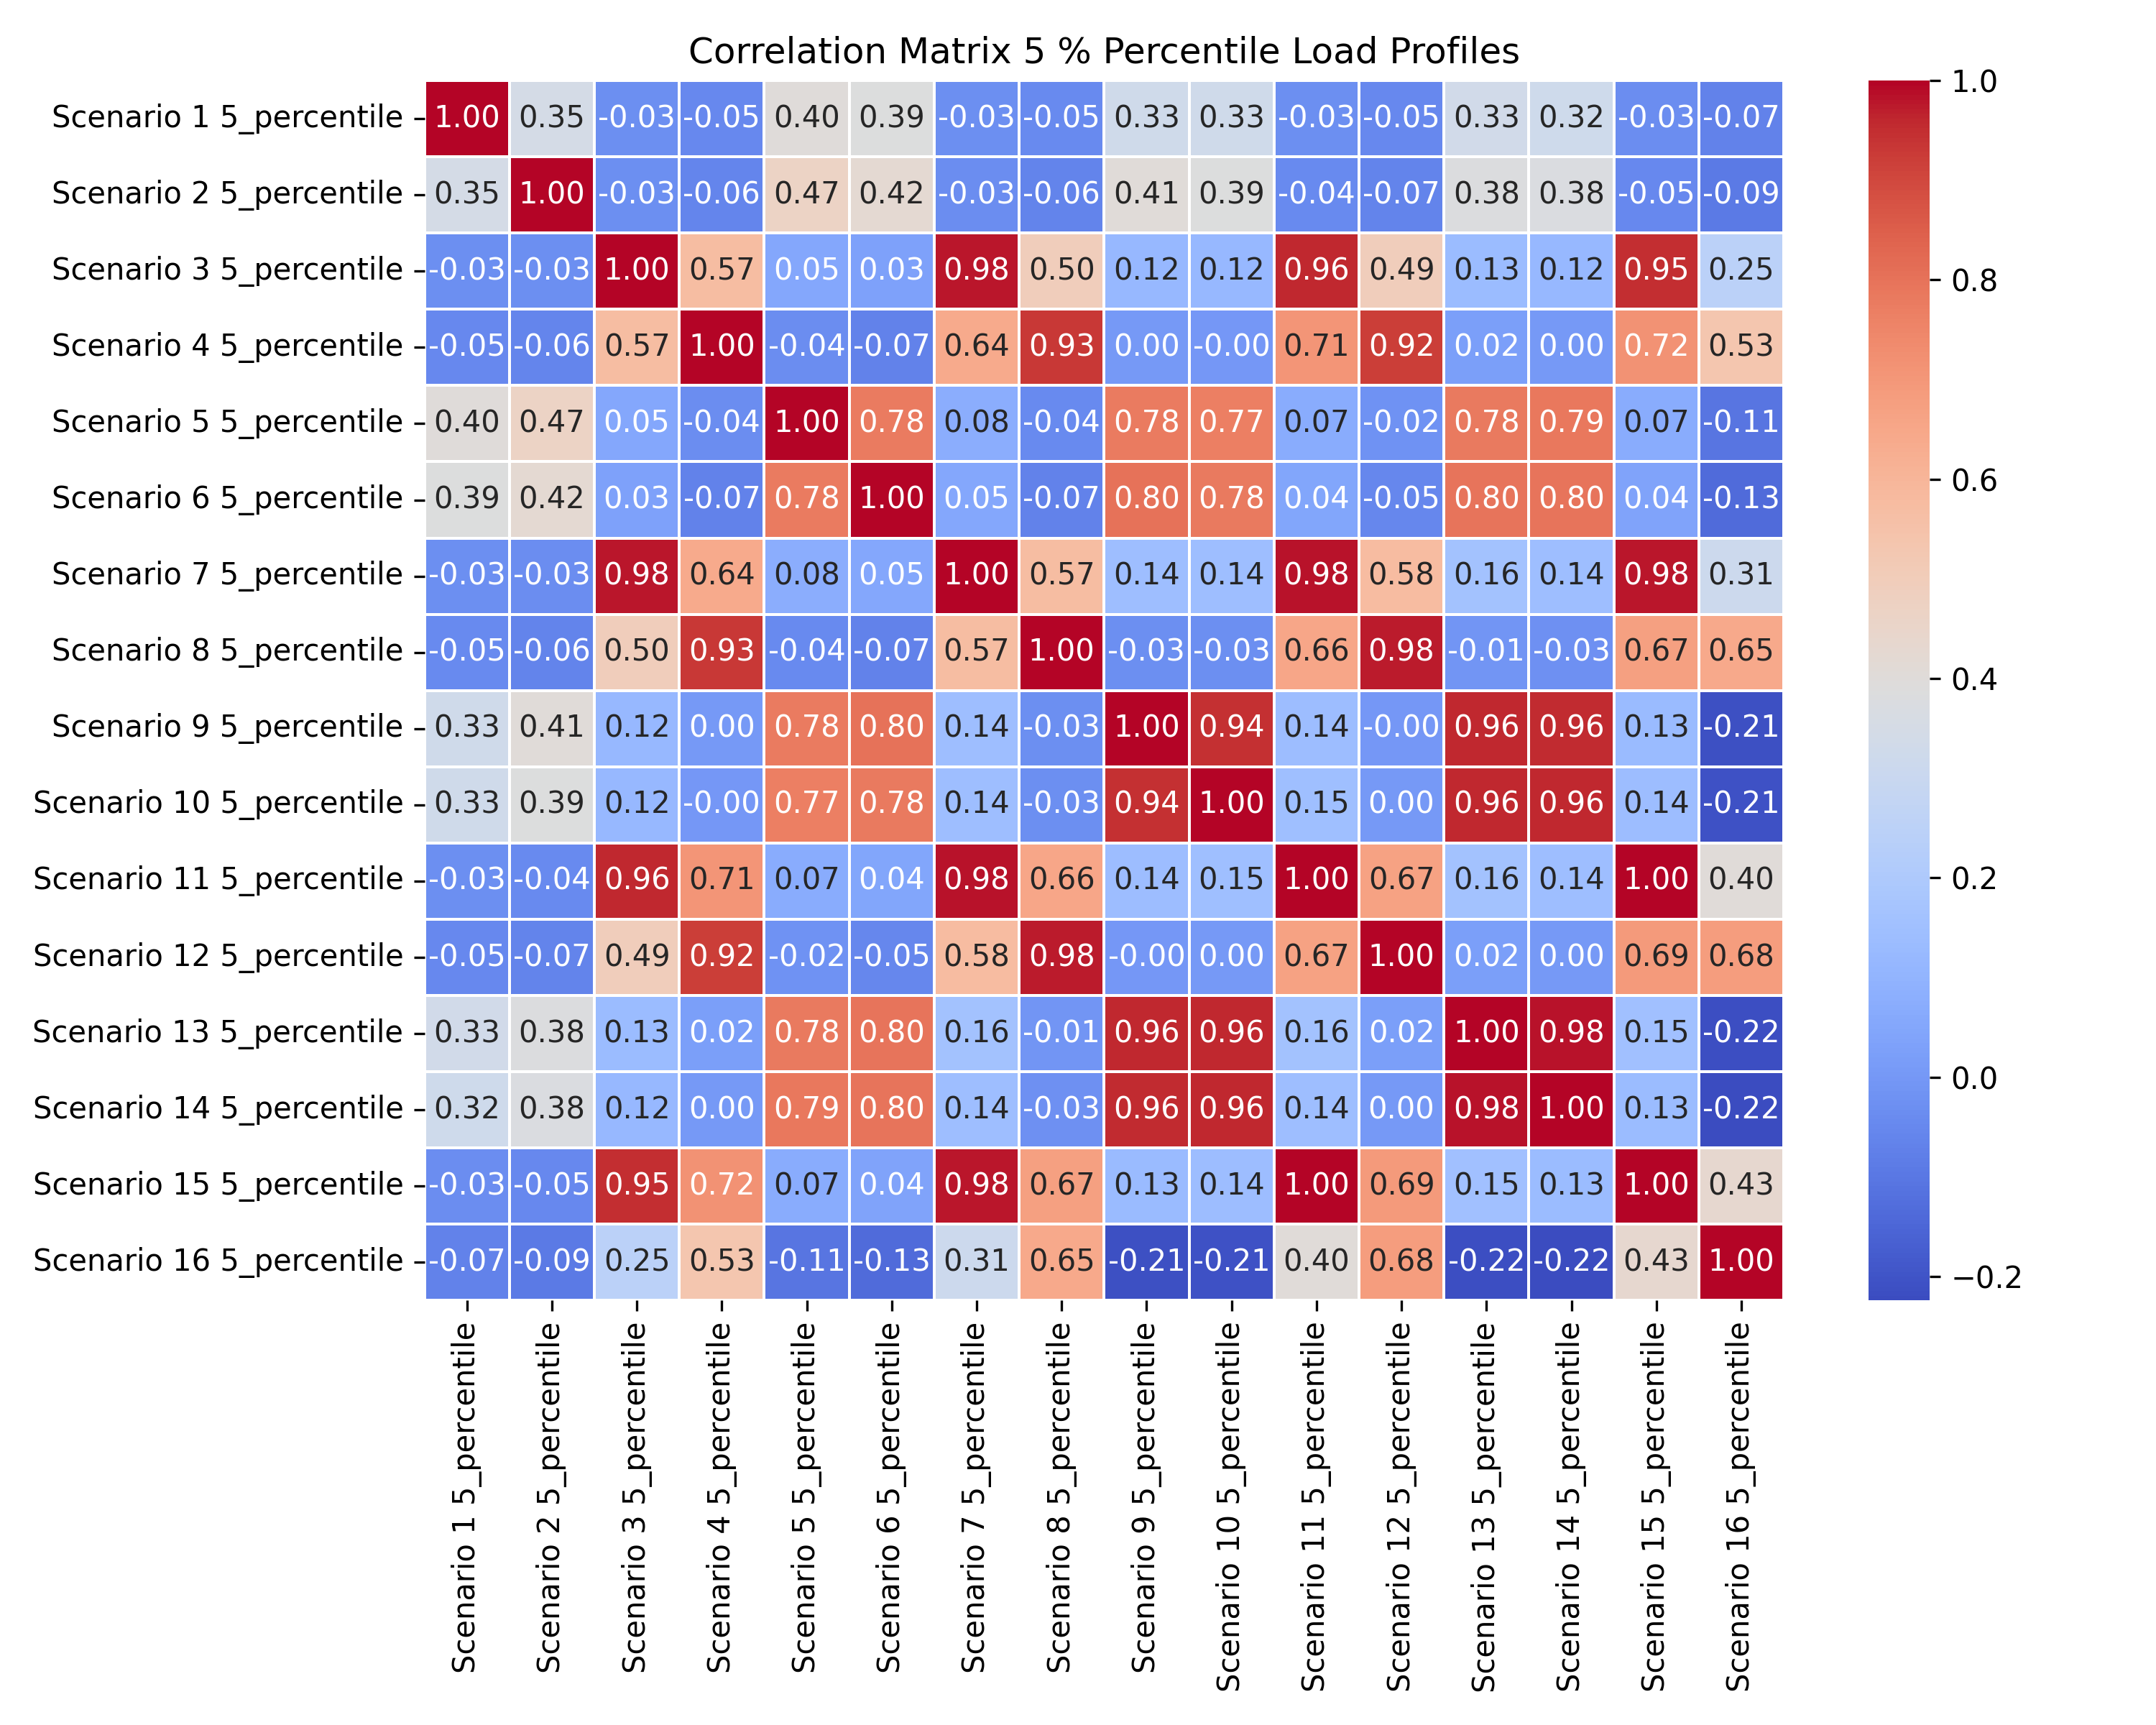 Correlation Matrix 5 % Percentile Load Profiles
Scenario 1 5_percentile 1.00 0.35 -0.03 -0.05 0.40 0.39 -0.03 -0.05 0.33 0.33 -0.03 -0.05 0.33 0.32 -0.03 -0.07
Scenario 2 5_percentile 0.35 1.00 -0.03 -0.06 0.47 0.42 -0.03 -0.06 0.41 0.39 -0.04 -0.07 0.38 0.38 -0.05 -0.09
Scenario 3 5_percentile -0.03 -0.03 1.00 0.57 0.05 0.03 0.98 0.50 0.12 0.12 0.96 0.49 0.13 0.12 0.95 0.25
Scenario 4 5_percentile -0.05 -0.06 0.57 1.00 -0.04 -0.07 0.64 0.93 0.00 -0.00 0.71 0.92 0.02 0.00 0.72 0.53
Scenario 5 5_percentile 0.40 0.47 0.05 -0.04 1.00 0.78 0.08 -0.04 0.78 0.77 0.07 -0.02 0.78 0.79 0.07 -0.11
Scenario 6 5_percentile 0.39 0.42 0.03 -0.07 0.78 1.00 0.05 -0.07 0.80 0.78 0.04 -0.05 0.80 0.80 0.04 -0.13
Scenario 7 5_percentile -0.03 -0.03 0.98 0.64 0.08 0.05 1.00 0.57 0.14 0.14 0.98 0.58 0.16 0.14 0.98 0.31
Scenario 8 5_percentile -0.05 -0.06 0.50 0.93 -0.04 -0.07 0.57 1.00 -0.03 -0.03 0.66 0.98 -0.01 -0.03 0.67 0.65
Scenario 9 5_percentile 0.33 0.41 0.12 0.00 0.78 0.80 0.14 -0.03 1.00 0.94 0.14 -0.00 0.96 0.96 0.13 -0.21
Scenario 10 5_percentile 0.33 0.39 0.12 -0.00 0.77 0.78 0.14 -0.03 0.94 1.00 0.15 0.00 0.96 0.96 0.14 -0.21
Scenario 11 5_percentile -0.03 -0.04 0.96 0.71 0.07 0.04 0.98 0.66 0.14 0.15 1.00 0.67 0.16 0.14 1.00 0.40
Scenario 12 5_percentile -0.05 -0.07 0.49 0.92 -0.02 -0.05 0.58 0.98 -0.00 0.00 0.67 1.00 0.02 0.00 0.69 0.68
Scenario 13 5_percentile 0.33 0.38 0.13 0.02 0.78 0.80 0.16 -0.01 0.96 0.96 0.16 0.02 1.00 0.98 0.15 -0.22
Scenario 14 5_percentile 0.32 0.38 0.12 0.00 0.79 0.80 0.14 -0.03 0.96 0.96 0.14 0.00 0.98 1.00 0.13 -0.22
Scenario 15 5_percentile -0.03 -0.05 0.95 0.72 0.07 0.04 0.98 0.67 0.13 0.14 1.00 0.69 0.15 0.13 1.00 0.43
Scenario 16 5_percentile -0.07 -0.09 0.25 0.53 -0.11 -0.13 0.31 0.65 -0.21 -0.21 0.40 0.68 -0.22 -0.22 0.43 1.00
Scenario 1 5_percentile
Scenario 2 5_percentile
Scenario 3 5_percentile
Scenario 4 5_percentile
Scenario 5 5_percentile
Scenario 6 5_percentile
Scenario 7 5_percentile
Scenario 8 5_percentile
Scenario 9 5_percentile
Scenario 10 5_percentile
Scenario 11 5_percentile
Scenario 12 5_percentile
Scenario 13 5_percentile
Scenario 14 5_percentile
Scenario 15 5_percentile
Scenario 16 5_percentile
1.0
0.8
0.6
0.4
0.2
0.0
−0.2